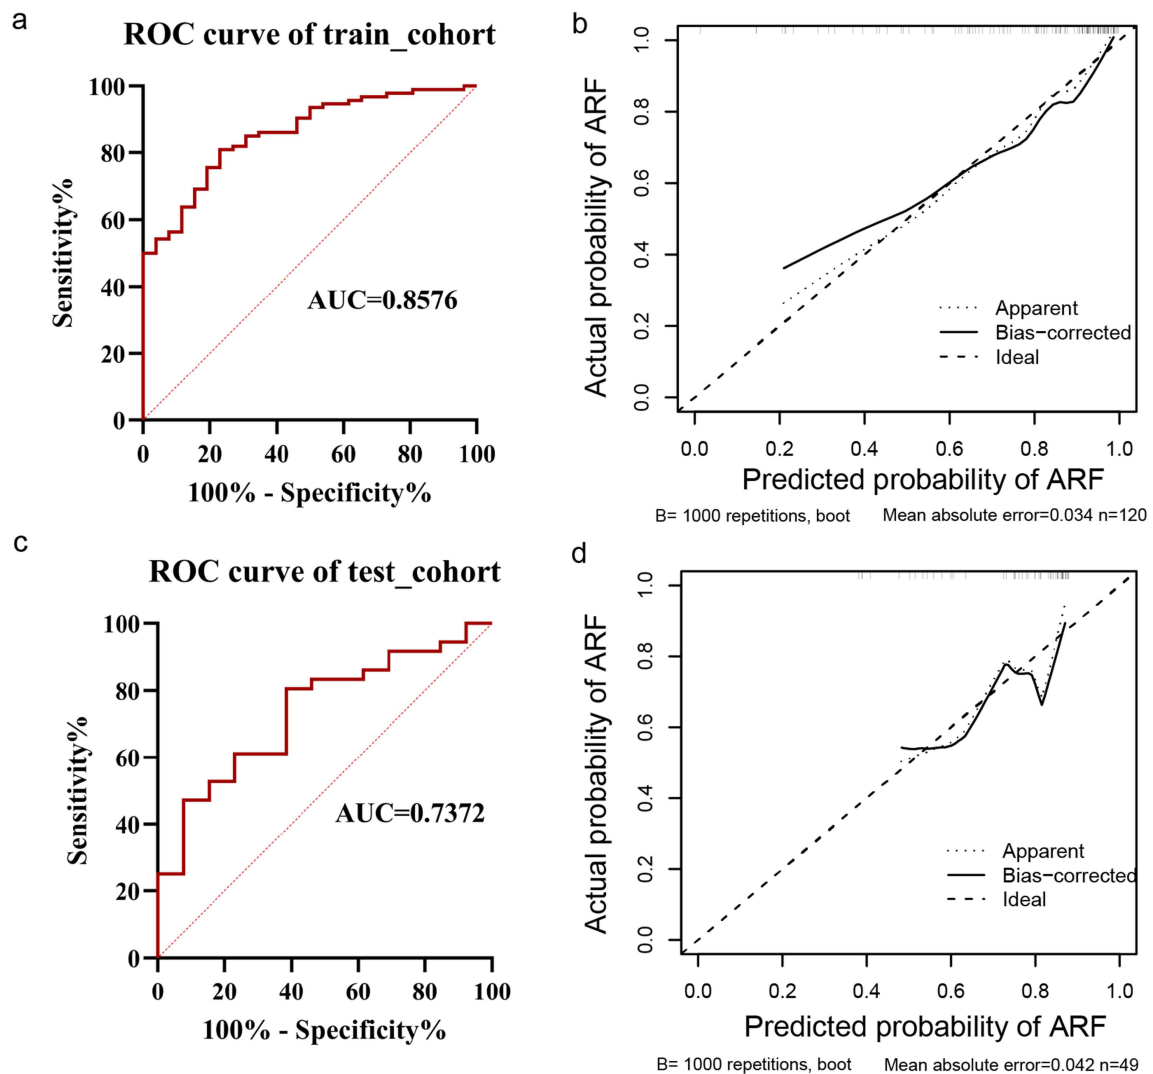 a
ROC curve of train_cohort
100
80
60
40
20
0
Sensitivity%
AUC=0.8576
0 20 40 60 80 100
100% - Specificity%
b
1.0
0.8
0.6
0.4
0.2
0.0
Actual probability of ARF
Apparent
Bias-corrected
Ideal
0.0 0.2 0.4 0.6 0.8 1.0
Predicted probability of ARF
B= 1000 repetitions, boot Mean absolute error=0.034 n=120
c
ROC curve of test_cohort
100
80
60
40
20
0
Sensitivity%
AUC=0.7372
0 20 40 60 80 100
100% - Specificity%
d
1.0
0.8
0.6
0.4
0.2
0.0
Actual probability of ARF
Apparent
Bias-corrected
Ideal
0.0 0.2 0.4 0.6 0.8 1.0
Predicted probability of ARF
B= 1000 repetitions, boot Mean absolute error=0.042 n=49